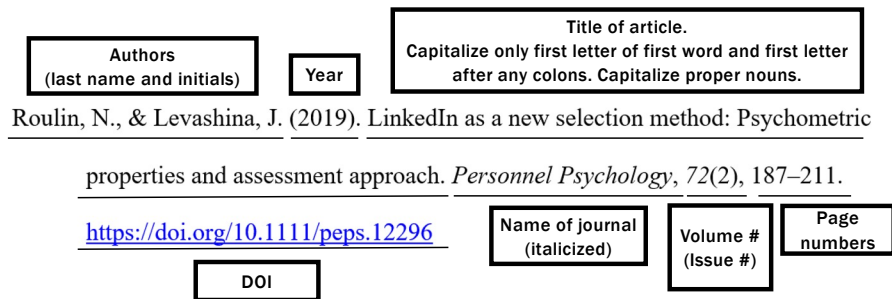 Authors
(last name and initials)
Year
Title of article.
Capitalize only first letter of first word and first letter
after any colons. Capitalize proper nouns.
Roulin, N., & Levashina, J. (2019). LinkedIn as a new selection method: Psychometric
properties and assessment approach. Personnel Psychology, 72(2), 187–211.
https://doi.org/10.1111/peps.12296
Name of journal
(italicized)
Volume #
(Issue #)
Page
numbers
DOI